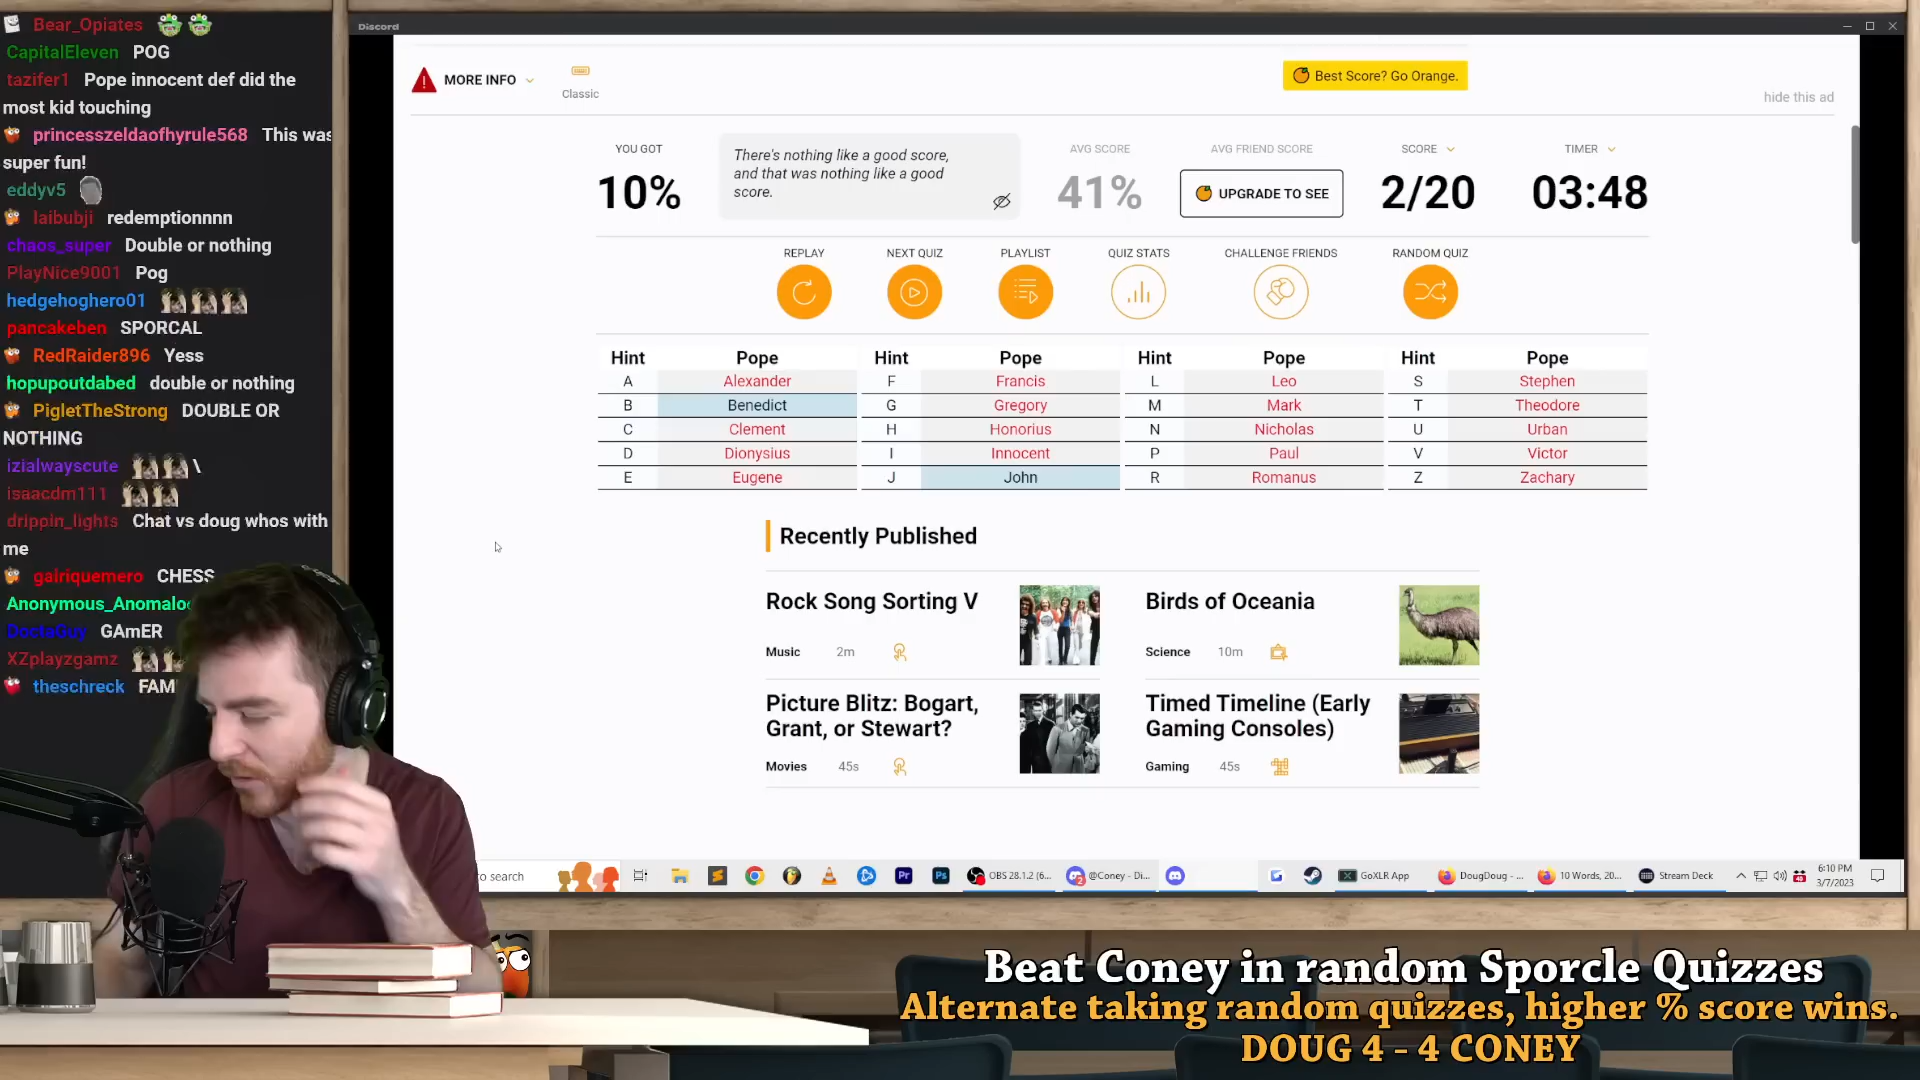 Bear_Opiates
CapitalEleven POG
tazifer1 Pope innocent def did the
most kid touching
princesszeldaofhyrule568 This was
super fun!
eddyv5
laibubji redemptionnnn
chaos_super Double or nothing
PlayNice9001 Pog
hedgehoghero01
pancakeben SPORCAL
RedRaider896 Yess
hopupoutdabed double or nothing
PigletTheStrong DOUBLE OR
NOTHING
izialwayscute \
isaacdm111
drippin_lights Chat vs doug whos with
me
galriquemero CHESS
DoctaGuy GAmER
XZplayzgamz
theschreck
Discord
MORE INFO
Classic
Best Score? Go Orange.
hide this ad
YOU GOT
10%
There's nothing like a good score,
and that was nothing like a good
score.
AVG SCORE
41%
AVG FRIEND SCORE
UPGRADE TO SEE
SCORE
2/20
TIMER
03:48
REPLAY NEXT QUIZ PLAYLIST QUIZ STATS CHALLENGE FRIENDS RANDOM QUIZ
Hint Pope Hint Pope Hint Pope Hint Pope
A Alexander F Francis L Leo S Stephen
B Benedict G Gregory M Mark T Theodore
C Clement H Honorius N Nicholas U Urban
D Dionysius I Innocent P Paul V Victor
E Eugene J John R Romanus Z Zachary
Recently Published
Rock Song Sorting V
Music 2m
Birds of Oceania
Science 10m
Picture Blitz: Bogart,
Grant, or Stewart?
Movies 45s
Timed Timeline (Early
Gaming Consoles)
Gaming 45s
to search
Pr
Ps
OBS 28.1.2 (6...
@Coney - Di...
GoXLR App
DougDoug - ...
10 Words, 20...
Stream Deck
6:10 PM
3/7/2023
Beat Coney in random Sporcle Quizzes
Alternate taking random quizzes, higher % score wins.
DOUG 4 - 4 CONEY